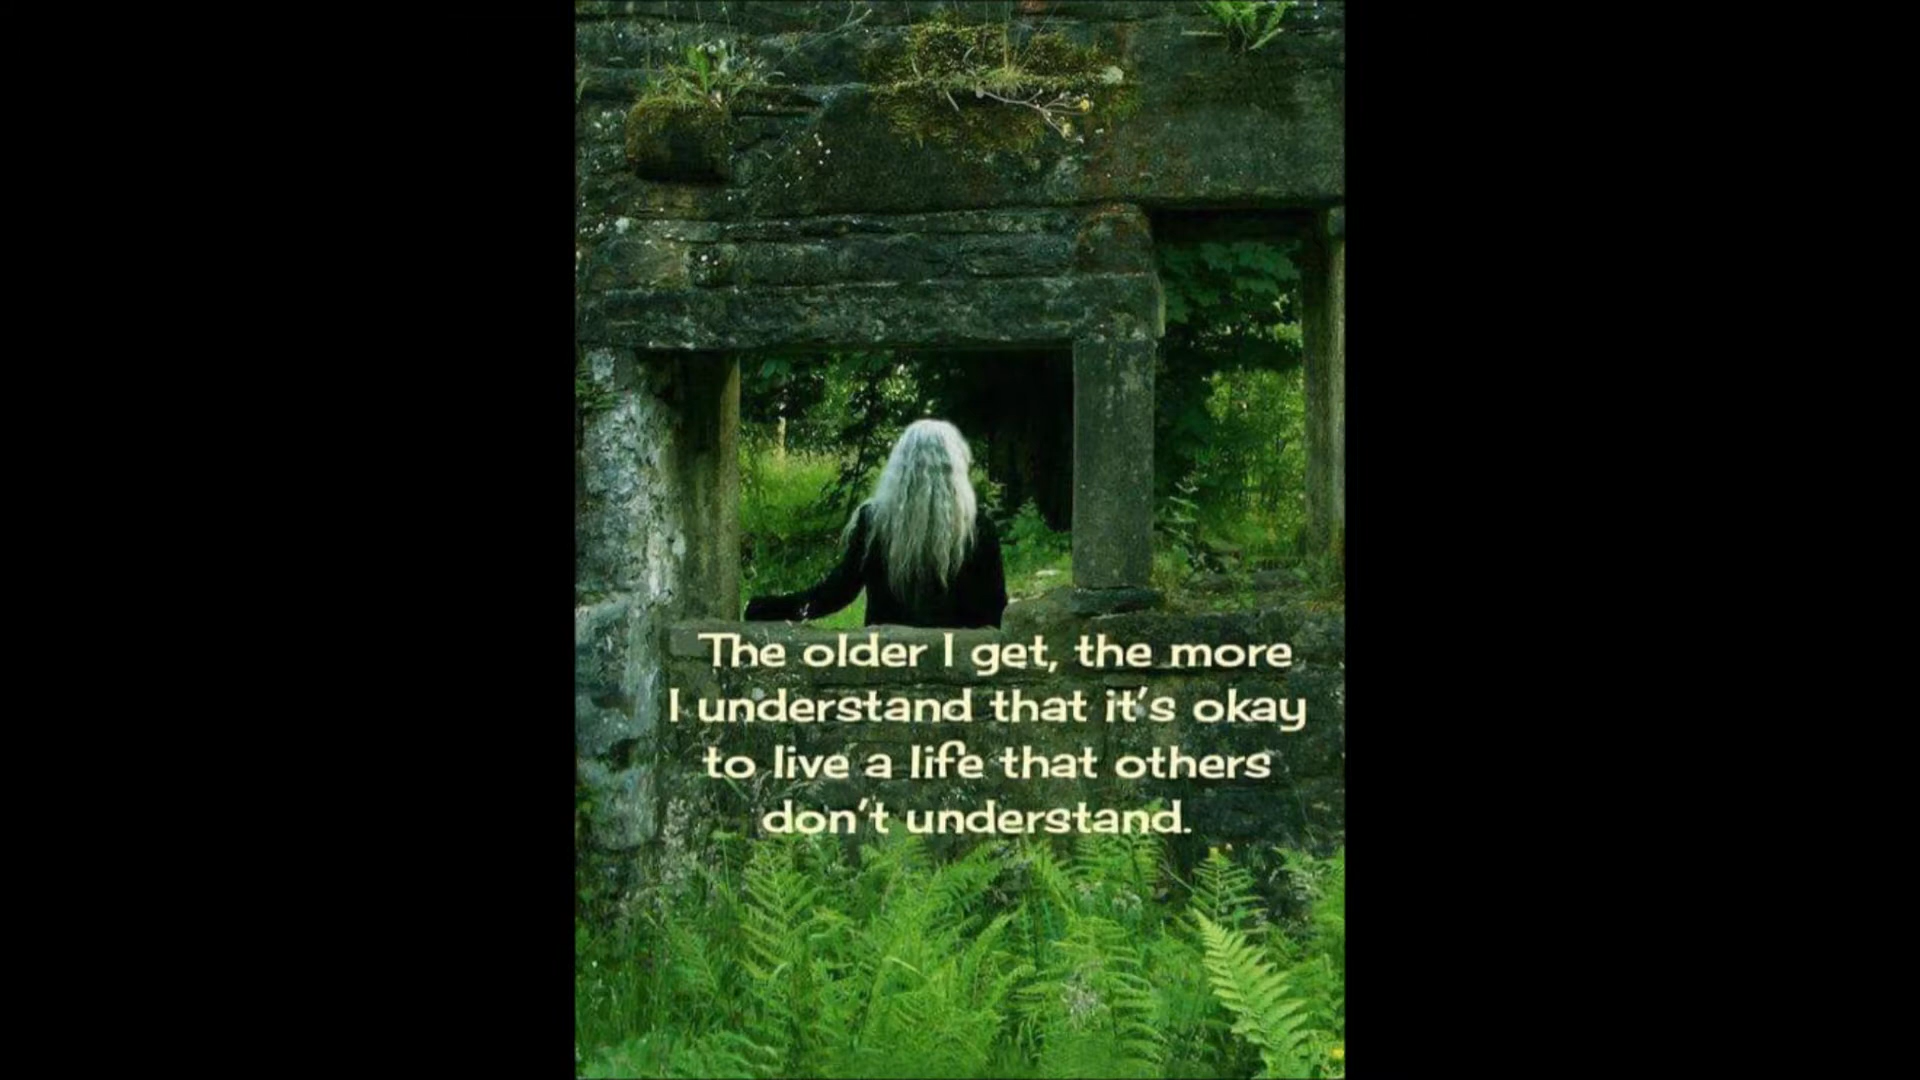 The older I get, the more
I understand that it's okay
to live a life that others
don't understand.